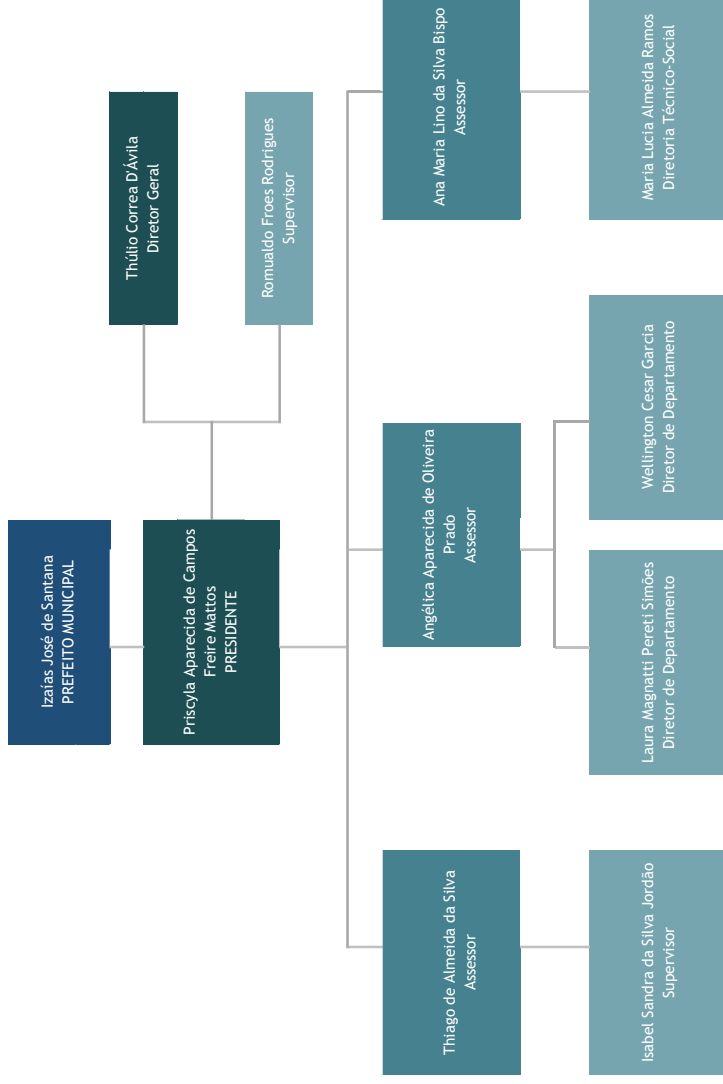 Izaías José de Santana
PREFEITO MUNICIPAL
Priscyla Aparecida de Campos
Freire Mattos
PRESIDENTE
Thúlio Correa D'Ávila
Diretor Geral
Romualdo Froes Rodrigues
Supervisor
Thiago de Almeida da Silva
Assessor
Angélica Aparecida de Oliveira
Prado
Assessor
Ana Maria Lino da Silva Bispo
Assessor
Isabel Sandra da Silva Jordão
Supervisor
Laura Magnatti Pereti Simões
Diretor de Departamento
Wellington Cesar Garcia
Diretor de Departamento
Maria Lucia Almeida Ramos
Diretoria Técnico-Social